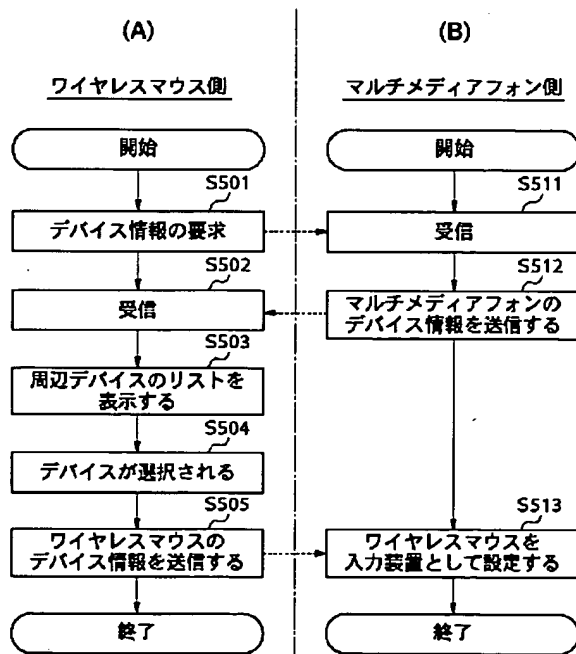 (A)
ワイヤレスマウス側
開始
S501
デバイス情報の要求
S502
受信
S503
周辺デバイスのリストを
表示する
S504
デバイスが選択される
S505
ワイヤレスマウスの
デバイス情報を送信する
終了
(B)
マルチメディアフォン側
開始
S511
受信
S512
マルチメディアフォンの
デバイス情報を送信する
S513
ワイヤレスマウスを
入力装置として設定する
終了